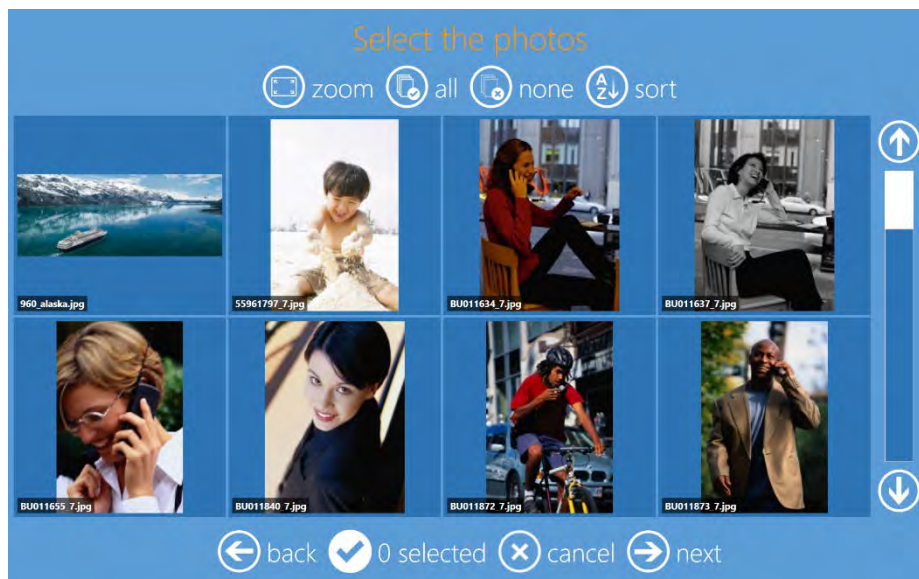 Select the photos
zoom all none A Z sort
960_alaska.jpg 55961797_7.jpg BU011634_7.jpg BU011637_7.jpg
BU011655_7.jpg BU011840_7.jpg BU011872_7.jpg BU011873_7.jpg
back 0 selected cancel next